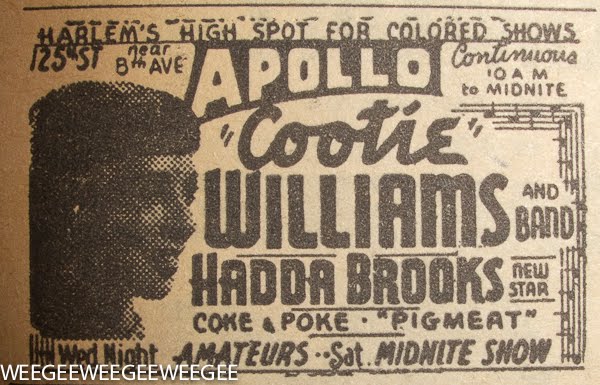 HARLEM'S HIGH SPOT FOR COLORED SHOWS
125th ST near 8th AVE
APOLLO
Continuous 10 A M to MIDNITE
"Cootie"
WILLIAMS AND BAND
HADDA BROOKS NEW STAR
COKE & POKE · "PIGMEAT"
Wed Night AMATEURS ·· Sat. MIDNITE SHOW
WEEGEEWEEGEEWEEGEE